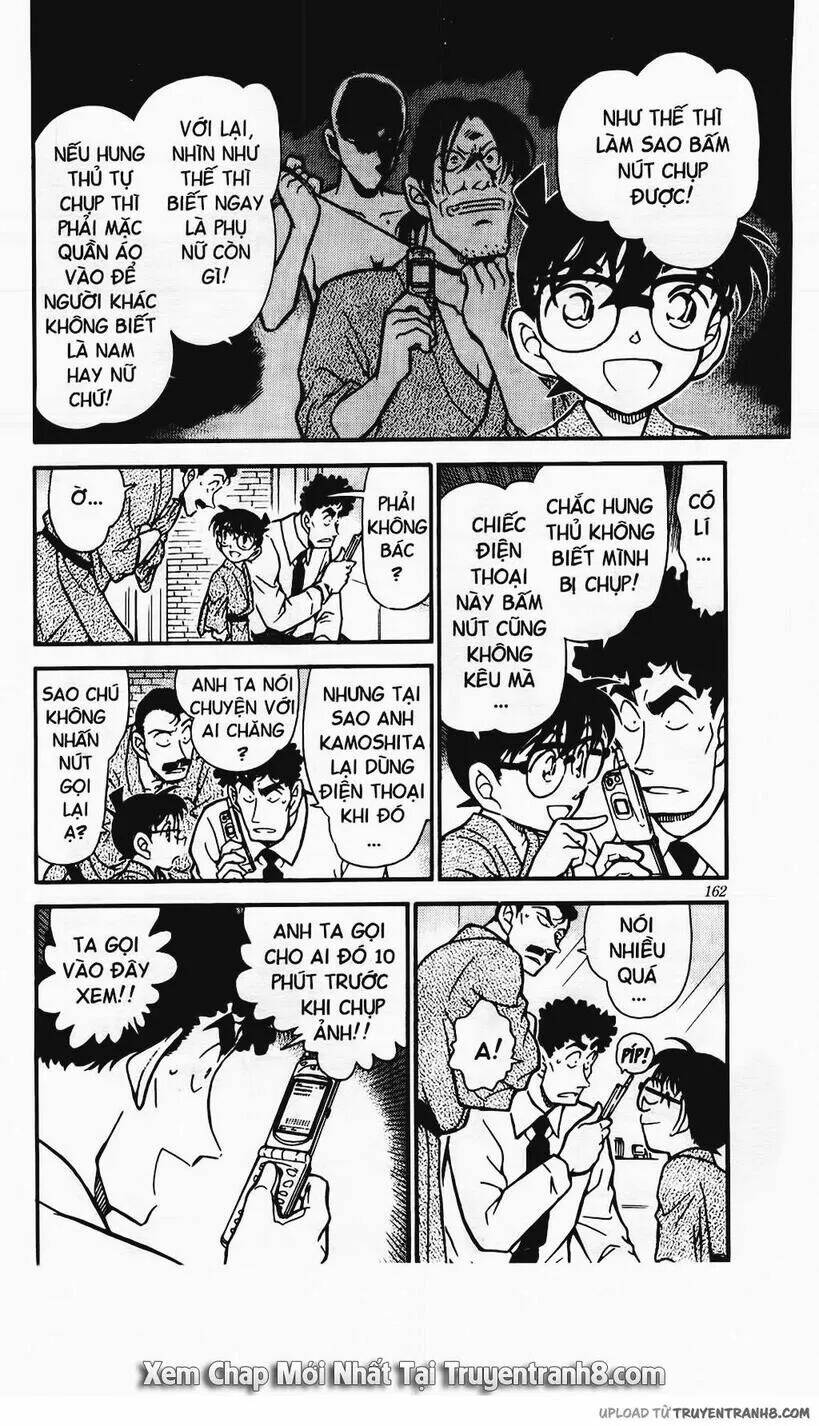 NHƯ THẾ THÌ
LÀM SAO BẤM
NÚT CHỤP
ĐƯỢC!
VỚI LẠI,
NHÌN NHƯ
THẾ THÌ
BIẾT NGAY
LÀ PHỤ
NỮ CÒN
GÌ!
NẾU HUNG
THỦ TỰ
CHỤP THÌ
PHẢI MẶC
QUẦN ÁO
VÀO ĐỂ
NGƯỜI KHÁC
KHÔNG BIẾT
LÀ NAM
HAY NỮ
CHỨ!
CÓ
LÍ
...
CHẮC HUNG
THỦ KHÔNG
BIẾT MÌNH
BỊ CHỤP!
CHIẾC
ĐIỆN
THOẠI
NÀY BẤM
NÚT CŨNG
KHÔNG
KÊU MÀ
...
PHẢI
KHÔNG
BÁC
?
Ờ...
NHƯNG TẠI
SAO ANH
KAMOSHITA
LẠI DÙNG
ĐIỆN THOẠI
KHI ĐÓ
...
ANH TA NÓI
CHUYỆN VỚI
AI CHĂNG
?
SAO CHÚ
KHÔNG
NHẤN
NÚT
GỌI
LẠI
Ạ?
162
NÓI
NHIỀU
QUÁ
...
PÍP!
A!
ANH TA GỌI
CHO AI ĐÓ 10
PHÚT TRƯỚC
KHI CHỤP
ẢNH!!
TA GỌI
VÀO ĐÂY
XEM!!
Xem Chap Mới Nhất Tại Truyentranh8.com
UPLOAD TỪ TRUYENTRANH8.COM